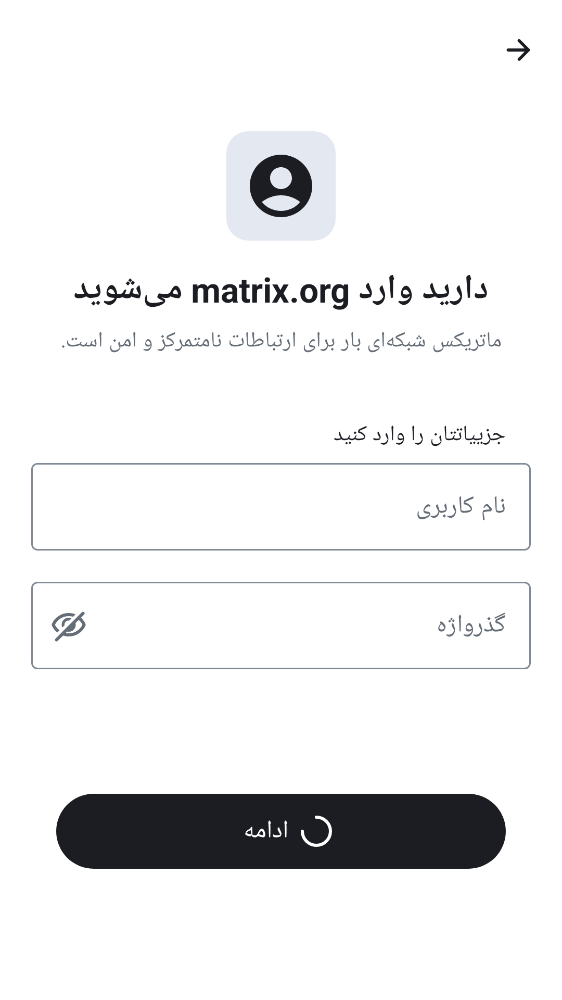 دارید وارد matrix.org می‌شوید
ماتریکس شبکه‌ای بار برای ارتباطات نامتمرکز و امن است.
جزییاتتان را وارد کنید
نام کاربری
گذرواژه
ادامه